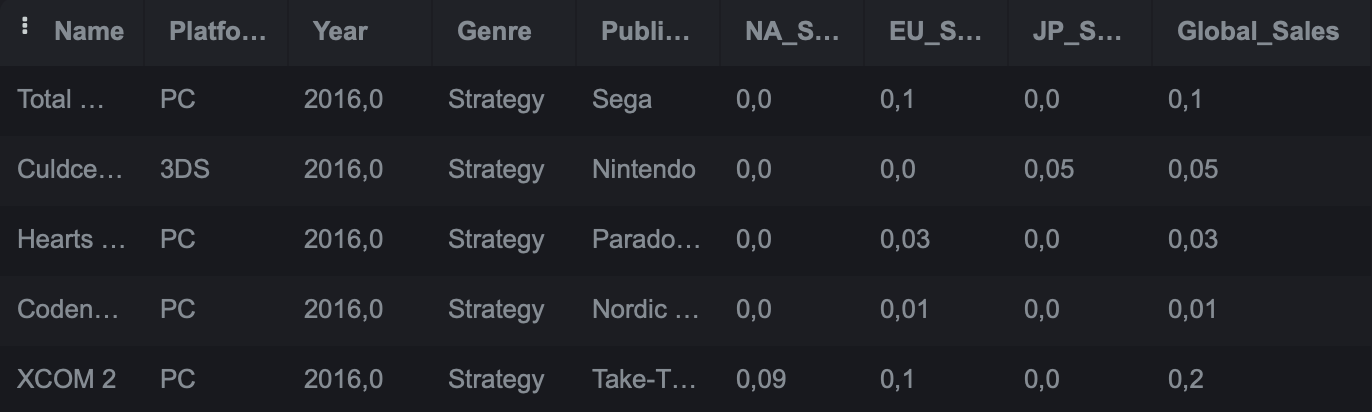 Name Platfo… Year Genre Publi… NA_S… EU_S… JP_S… Global_Sales
Total … PC 2016,0 Strategy Sega 0,0 0,1 0,0 0,1
Culdce… 3DS 2016,0 Strategy Nintendo 0,0 0,0 0,05 0,05
Hearts … PC 2016,0 Strategy Parado… 0,0 0,03 0,0 0,03
Coden… PC 2016,0 Strategy Nordic … 0,0 0,01 0,0 0,01
XCOM 2 PC 2016,0 Strategy Take-T… 0,09 0,1 0,0 0,2